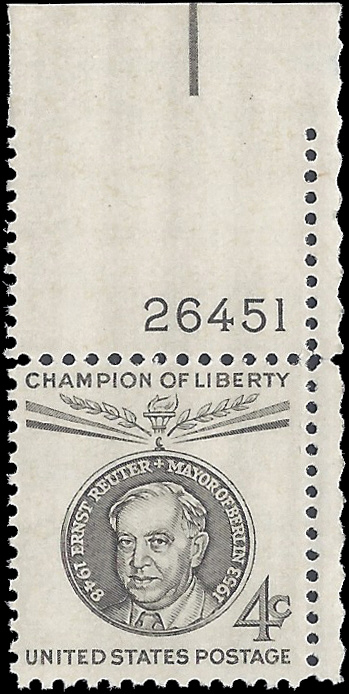 26451
CHAMPION OF LIBERTY
1948 ERNST REUTER + MAYOR OF BERLIN 1953
4c
UNITED STATES POSTAGE